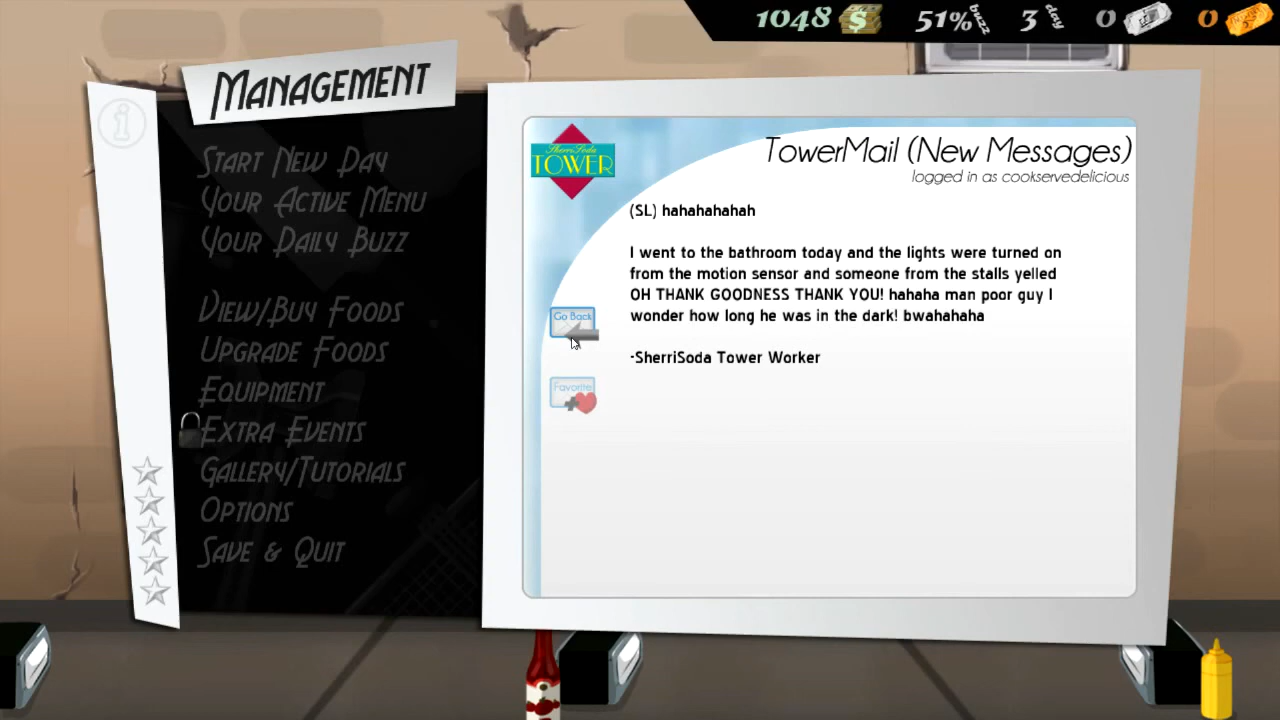 1048 $ 51% buzz 3 day 0 0
MANAGEMENT
START NEW DAY
YOUR ACTIVE MENU
YOUR DAILY BUZZ
VIEW/BUY FOODS
UPGRADE FOODS
EQUIPMENT
EXTRA EVENTS
GALLERY/TUTORIALS
OPTIONS
SAVE & QUIT
SherriSoda
TOWER
TowerMail (New Messages)
logged in as cookservedelicious
(SL) hahahahahah
I went to the bathroom today and the lights were turned on
from the motion sensor and someone from the stalls yelled
OH THANK GOODNESS THANK YOU! hahaha man poor guy I
wonder how long he was in the dark! bwahahaha
-SherriSoda Tower Worker
Go Back
Favorite